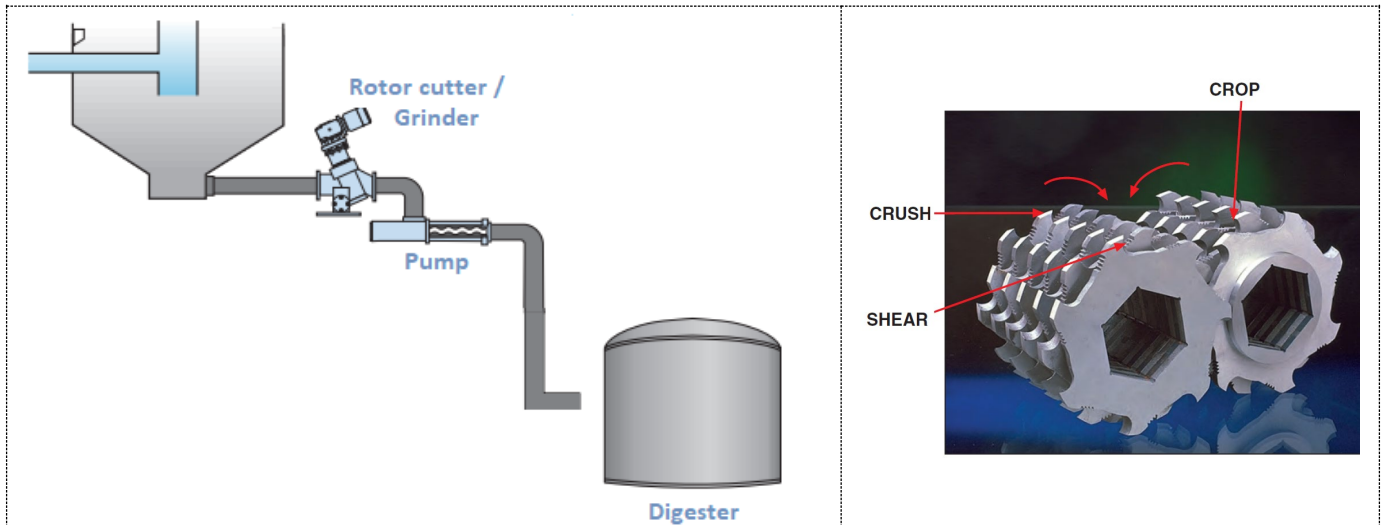 Rotor cutter /
Grinder
Pump
Digester
CROP
CRUSH
SHEAR